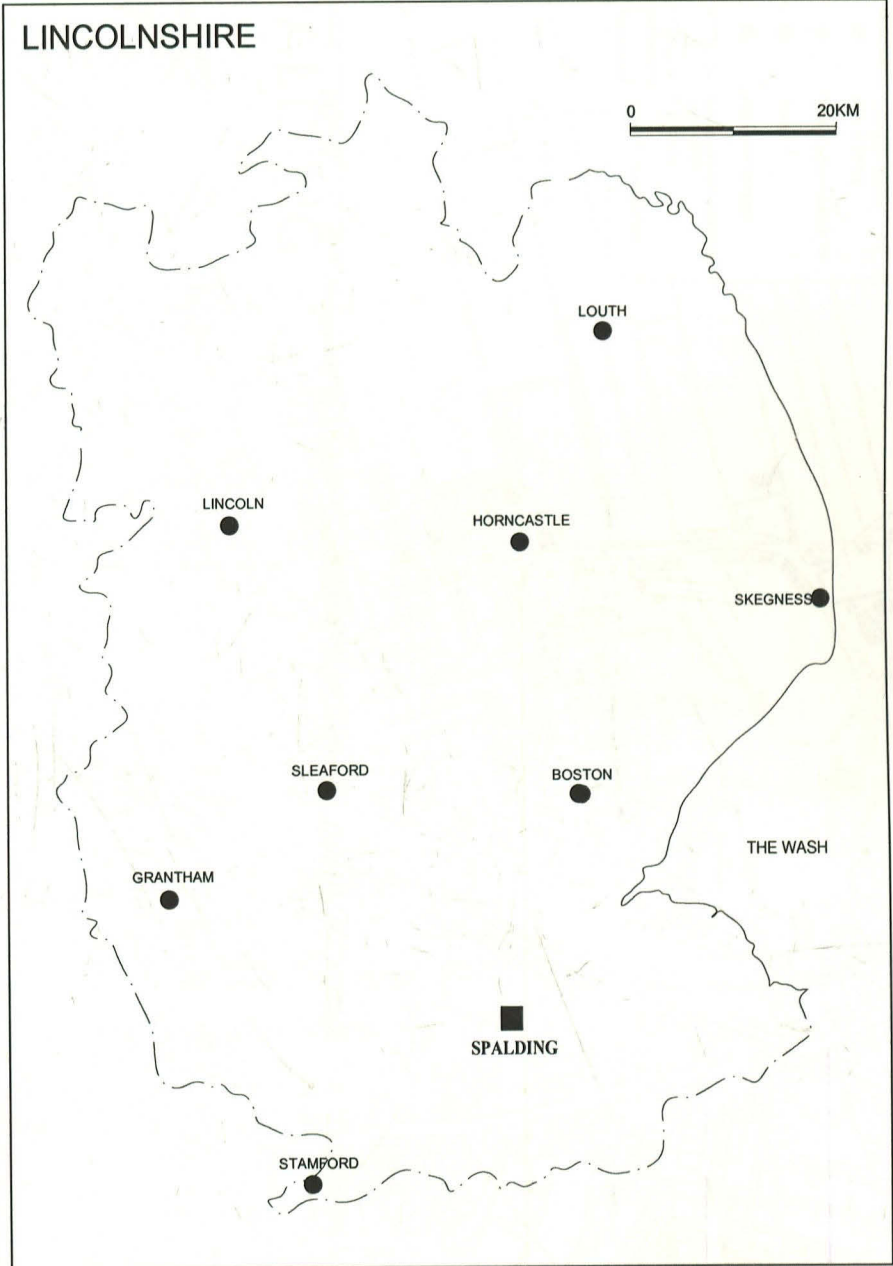 LINCOLNSHIRE
0 20KM
LOUTH
LINCOLN
HORNCASTLE
SKEGNESS
SLEAFORD
BOSTON
THE WASH
GRANTHAM
SPALDING
STAMFORD